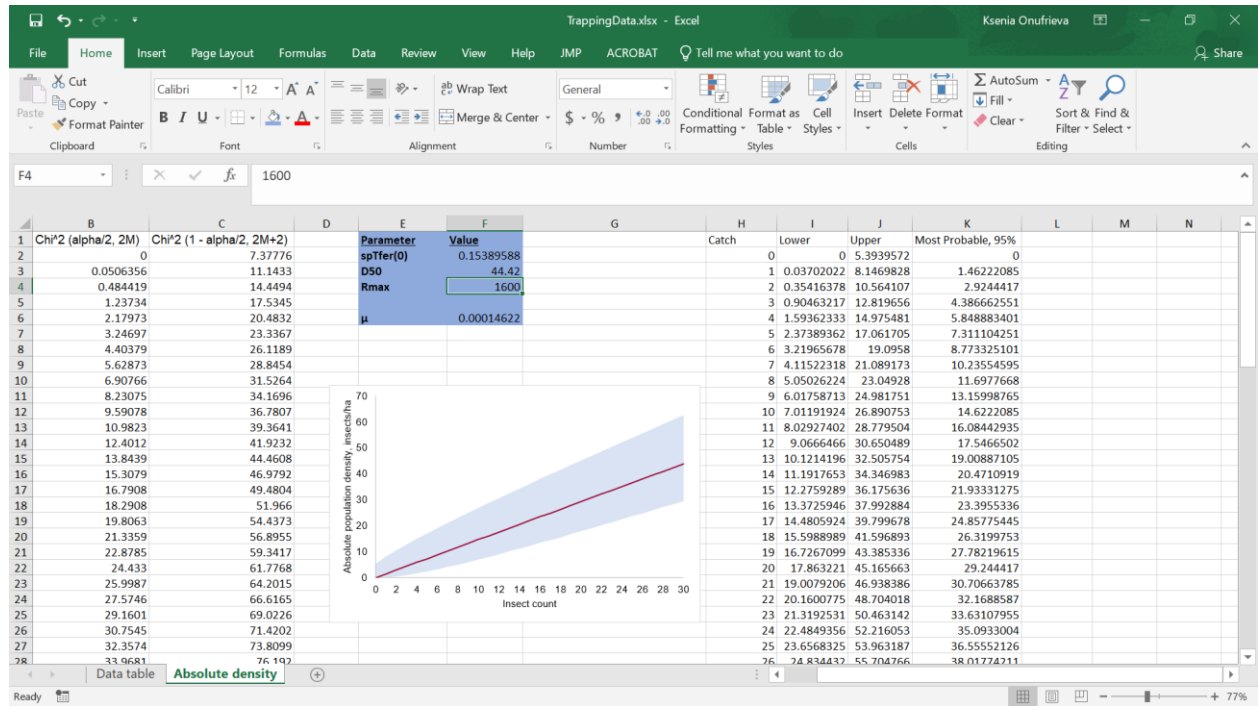 TrappingData.xlsx - Excel
Ksenia Onufrieva
File Home Insert Page Layout Formulas Data Review View Help JMP ACROBAT Tell me what you want to do Share
Paste
Cut
Copy
Format Painter
Clipboard
Calibri 12 A A
B I U A
Font
ab Wrap Text
Merge & Center
Alignment
General
$ % , .0 .00 .00 .0
Number
Conditional Formatting
Format as Table
Cell Styles
Styles
Insert Delete Format
Cells
AutoSum
Fill
Clear
Sort & Filter
Find & Select
Editing
F4 fx 1600
B C D E F G H I J K L M N
1 Chi^2 (alpha/2, 2M) Chi^2 (1 - alpha/2, 2M+2) Parameter Value Catch Lower Upper Most Probable, 95%
2 0 7.37776 spTfer(0) 0.15389588 0 0 5.3939572 0
3 0.0506356 11.1433 D50 44.42 1 0.03702022 8.1469828 1.46222085
4 0.484419 14.4494 Rmax 1600 2 0.35416378 10.564107 2.9244417
5 1.23734 17.5345 3 0.90463217 12.819656 4.386662551
6 2.17973 20.4832 μ 0.00014622 4 1.59362333 14.975481 5.848883401
7 3.24697 23.3367 5 2.37389362 17.061705 7.311104251
8 4.40379 26.1189 6 3.21965678 19.0958 8.773325101
9 5.62873 28.8454 7 4.11522318 21.089173 10.23554595
10 6.90766 31.5264 8 5.05026224 23.04928 11.6977668
11 8.23075 34.1696 9 6.01758713 24.981751 13.15998765
12 9.59078 36.7807 10 7.01191924 26.890753 14.6222085
13 10.9823 39.3641 11 8.02927402 28.779504 16.08442935
14 12.4012 41.9232 12 9.0666466 30.650489 17.5466502
15 13.8439 44.4608 13 10.1214196 32.505754 19.00887105
16 15.3079 46.9792 14 11.1917653 34.346983 20.4710919
17 16.7908 49.4804 15 12.2759289 36.175636 21.93331275
18 18.2908 51.966 16 13.3725946 37.992884 23.3955336
19 19.8063 54.4373 17 14.4805924 39.799678 24.85775445
20 21.3359 56.8955 18 15.5988989 41.596893 26.3199753
21 22.8785 59.3417 19 16.7267099 43.385336 27.78219615
22 24.433 61.7768 20 17.863221 45.165663 29.244417
23 25.9987 64.2015 21 19.0079206 46.938386 30.70663785
24 27.5746 66.6165 22 20.1600775 48.704018 32.1688587
25 29.1601 69.0226 23 21.3192531 50.463142 33.63107955
26 30.7545 71.4202 24 22.4849356 52.216053 35.0933004
27 32.3574 73.8099 25 23.6568325 53.963187 36.55552126
28 33.9681 76.192 26 24.834432 55.704766 38.01774211
Absolute population density, insects/ha
70
60
50
40
30
20
10
0
0 2 4 6 8 10 12 14 16 18 20 22 24 26 28 30
Insect count
Data table Absolute density
Ready 77%